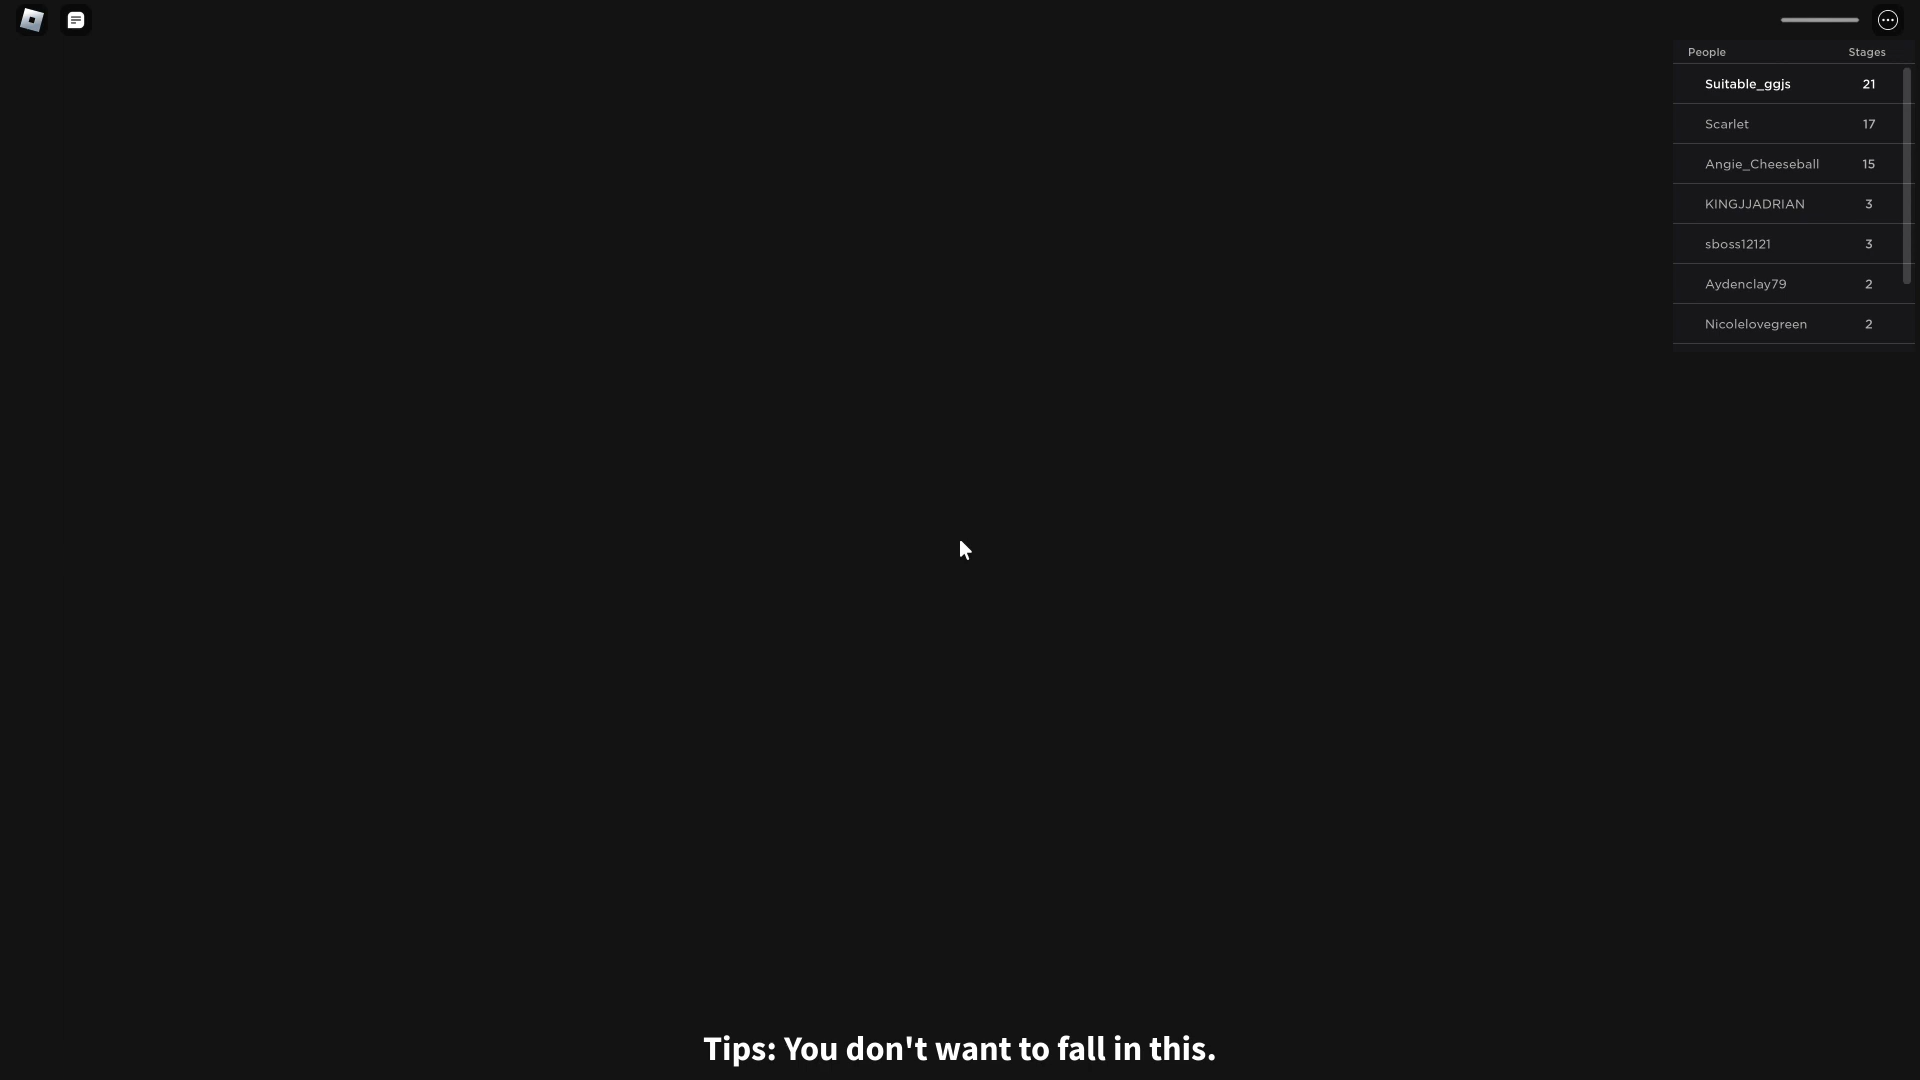 People Stages
Suitable_ggjs 21
Scarlet 17
Angie_Cheeseball 15
KINGJJADRIAN 3
sboss12121 3
Aydenclay79 2
Nicolelovegreen 2
Tips: You don't want to fall in this.